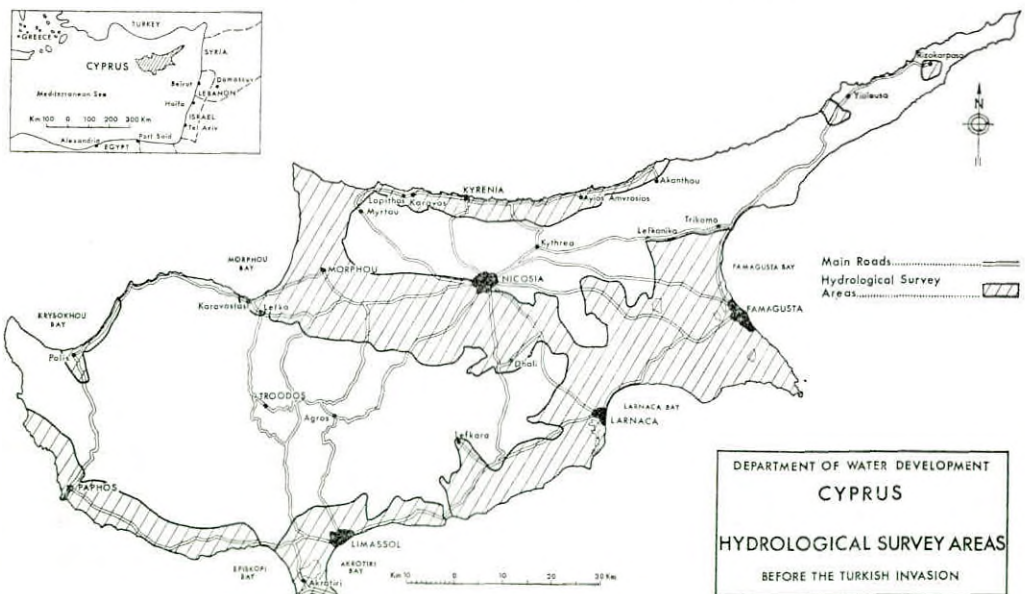 TURKEY
GREECE
SYRIA
CYPRUS
Beirut
Damascus
LEBANON
Mediterranean Sea
Haifa
ISRAEL
Tel Aviv
Km 100 0 100 200 300 Km
Port Said
Alexandria
EGYPT
Rizokarpaso
Yialousa
N
Akanthou
KYRENIA
Lapithos Karavas
Ayios Amvrosios
Myrtou
Trikomo
Lefkoniko
Kythrea
MORPHOU BAY
MORPHOU
NICOSIA
FAMAGUSTA BAY
Main Roads
Hydrological Survey
Areas
Karavostasi
Lefka
FAMAGUSTA
KRYSOKHOU BAY
Polis
Dhali
TROODOS
LARNACA BAY
Agros
LARNACA
Lefkara
PAPHOS
LIMASSOL
EPISKOPI BAY
AKROTIRI BAY
Akrotiri
Km 10 0 10 20 30 Km
DEPARTMENT OF WATER DEVELOPMENT
CYPRUS
HYDROLOGICAL SURVEY AREAS
BEFORE THE TURKISH INVASION